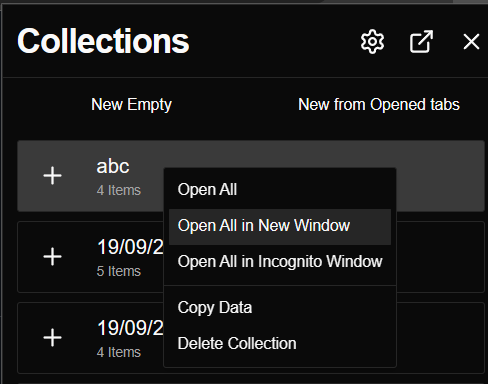 Collections
New Empty
New from Opened tabs
abc
4 Items
Open All
Open All in New Window
19/09/2
5 Items
Open All in Incognito Window
Copy Data
19/09/2
4 Items
Delete Collection